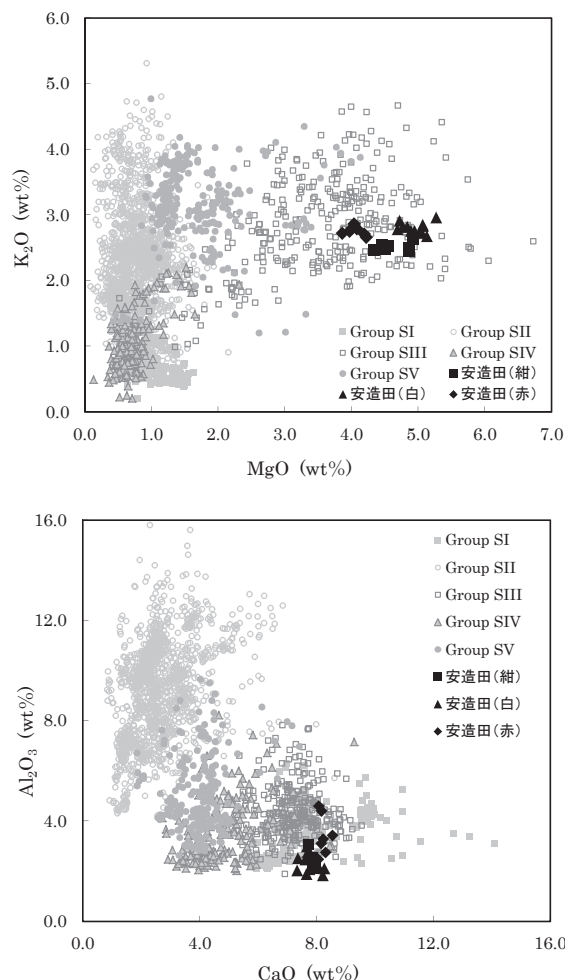 6.0
5.0
4.0
3.0
2.0
1.0
0.0
K₂O (wt%)
Group SI
Group SII
Group SIII
Group SIV
Group SV
安造田(紺)
安造田(白)
安造田(赤)
0.0 1.0 2.0 3.0 4.0 5.0 6.0 7.0
MgO (wt%)
16.0
12.0
8.0
4.0
0.0
Al₂O₃ (wt%)
Group SI
Group SII
Group SIII
Group SIV
Group SV
安造田(紺)
安造田(白)
安造田(赤)
0.0 4.0 8.0 12.0 16.0
CaO (wt%)